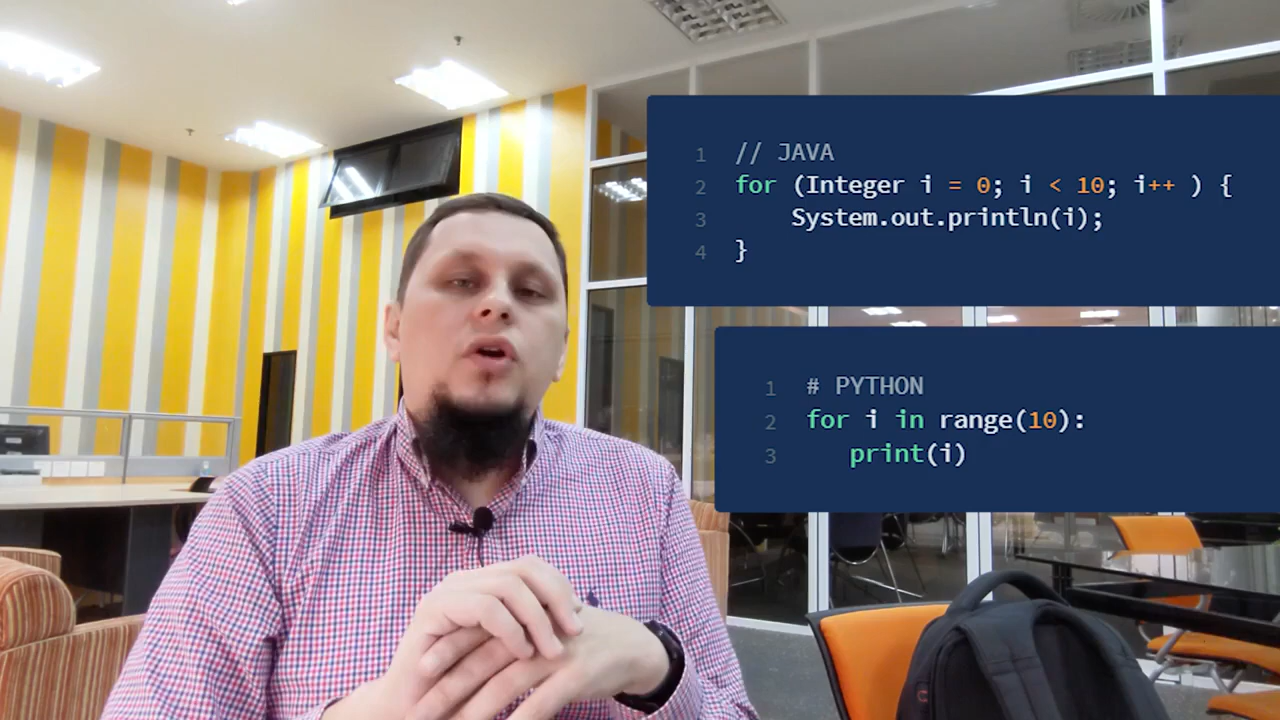 1 // JAVA
2 for (Integer i = 0; i < 10; i++ ) {
3     System.out.println(i);
4 }
1 # PYTHON
2 for i in range(10):
3    print(i)